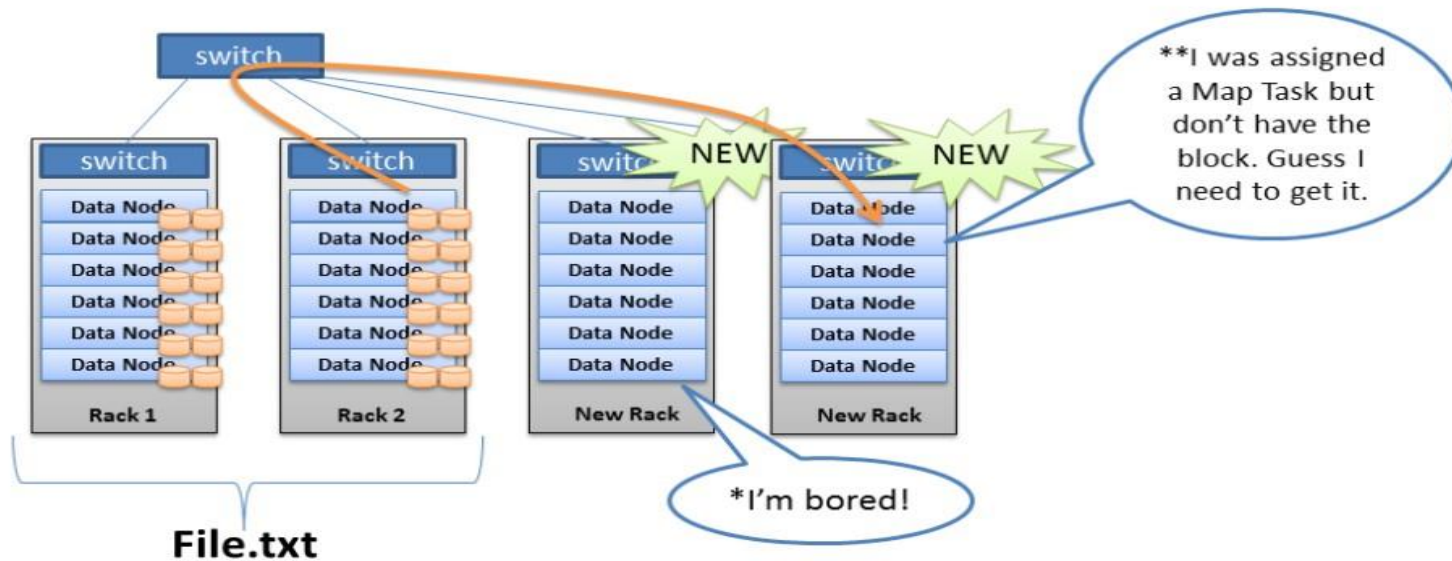 switch
switch
Data Node
Data Node
Data Node
Data Node
Data Node
Data Node
Rack 1
switch
Data Node
Data Node
Data Node
Data Node
Data Node
Data Node
Rack 2
switch
NEW
Data Node
Data Node
Data Node
Data Node
Data Node
Data Node
New Rack
switch
NEW
Data Node
Data Node
Data Node
Data Node
Data Node
Data Node
New Rack
**I was assigned
a Map Task but
don't have the
block. Guess I
need to get it.
*I'm bored!
File.txt